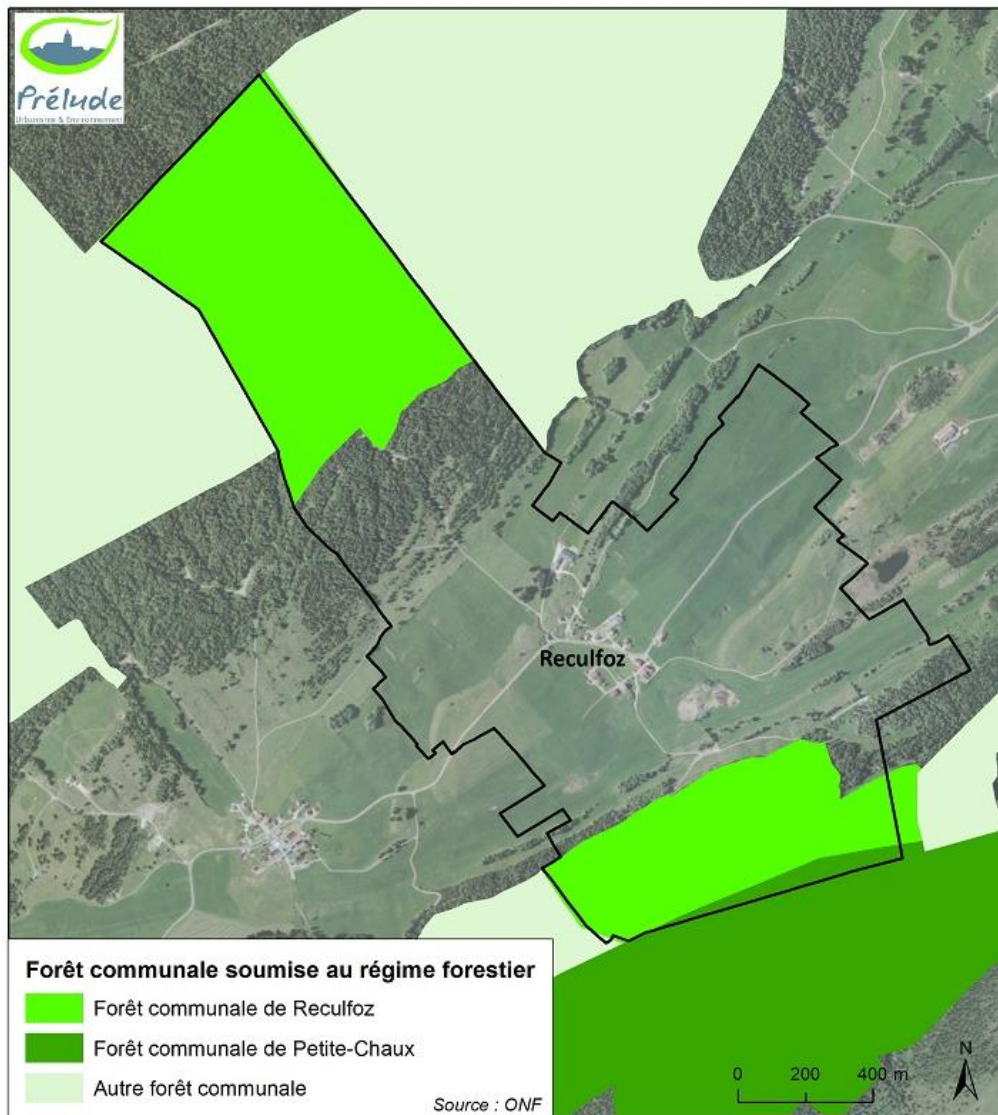 Prélude
Urbanisme & Environnement
Reculfoz
Forêt communale soumise au régime forestier
Forêt communale de Reculfoz
Forêt communale de Petite-Chaux
Autre forêt communale
Source : ONF
0 200 400 m
N